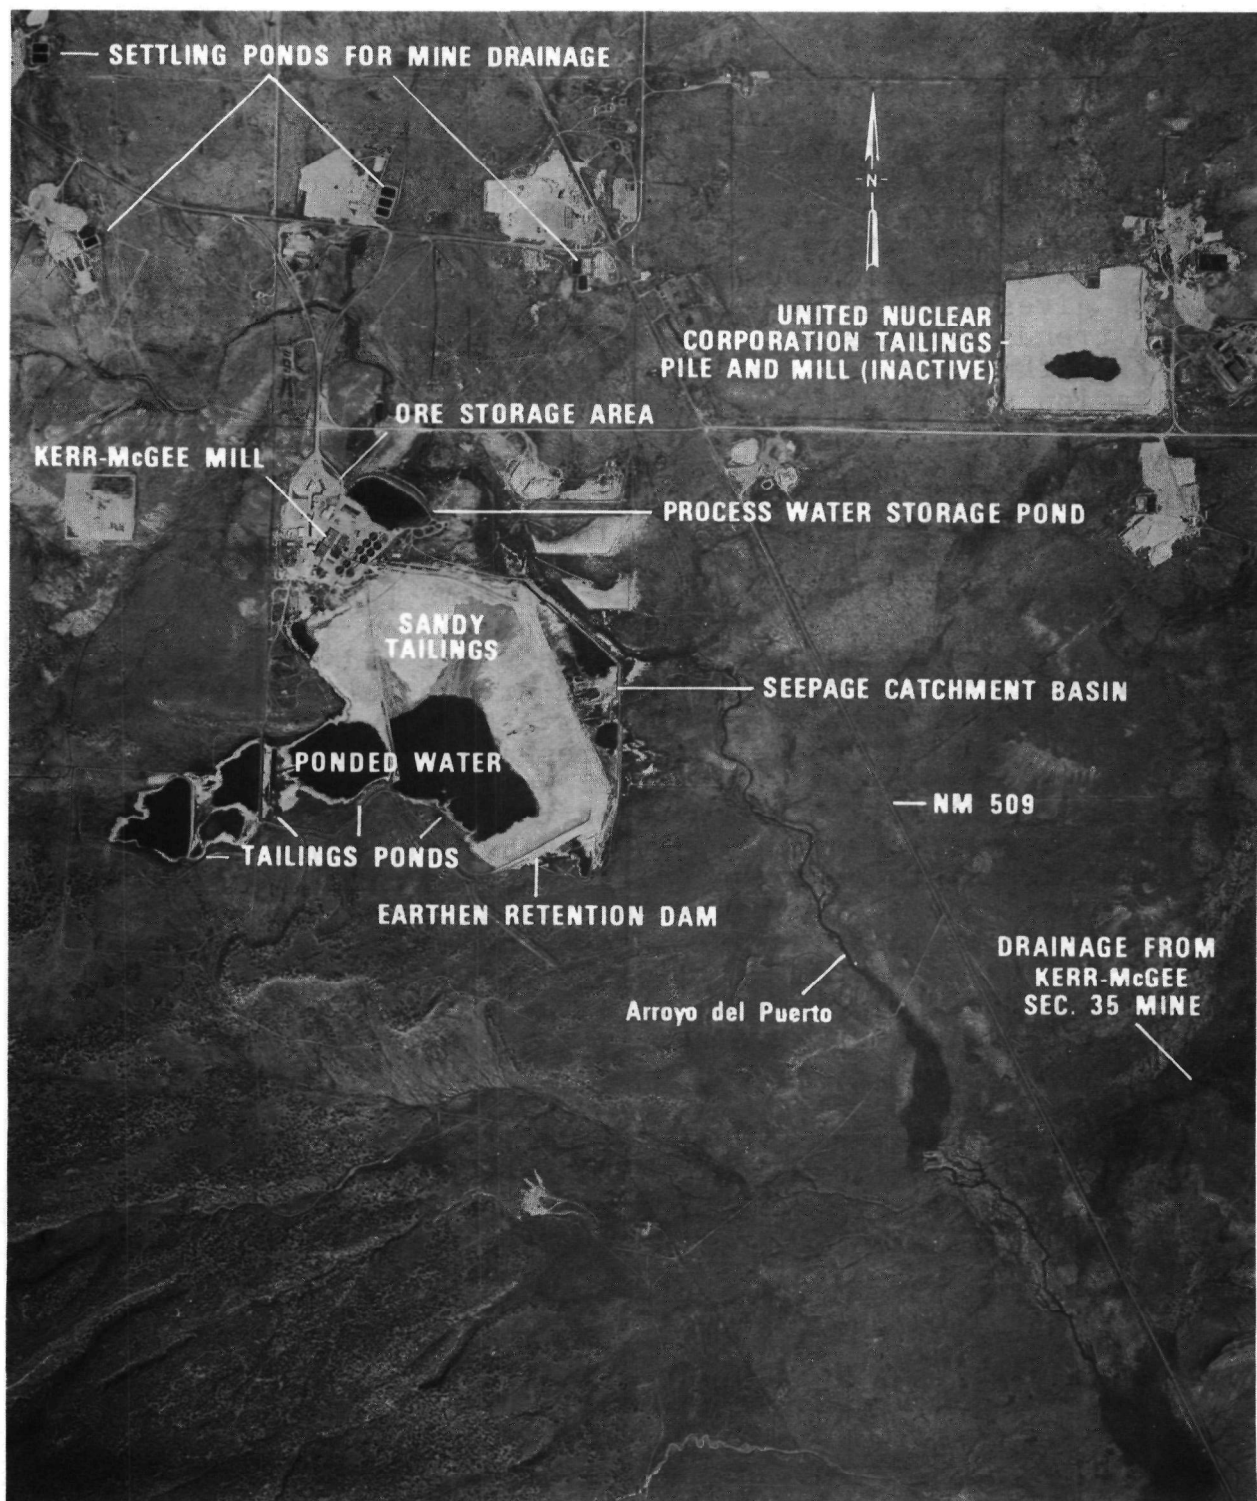 SETTLING PONDS FOR MINE DRAINAGE
N
UNITED NUCLEAR
CORPORATION TAILINGS
PILE AND MILL (INACTIVE)
ORE STORAGE AREA
KERR-McGEE MILL
PROCESS WATER STORAGE POND
SANDY
TAILINGS
SEEPAGE CATCHMENT BASIN
PONDED WATER
NM 509
TAILINGS PONDS
EARTHEN RETENTION DAM
DRAINAGE FROM
KERR-McGEE
SEC. 35 MINE
Arroyo del Puerto